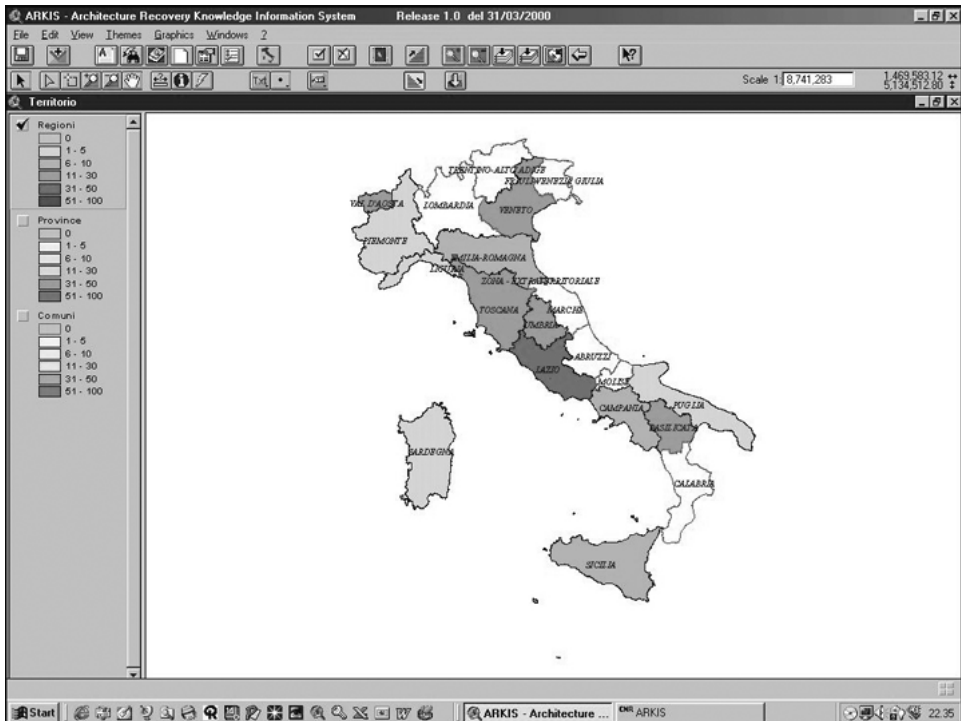 ARKIS - Architecture Recovery Knowledge Information System Release 1.0 del 31/03/2000
File Edit View Themes Graphics Windows ?
Scale 1: 8,741,283 1,469,583.12
5,134,512.80
Territorio
Regioni
0
1 - 5
6 - 10
11 - 30
31 - 50
51 - 100
Province
0
1 - 5
6 - 10
11 - 30
31 - 50
51 - 100
Comuni
0
1 - 5
6 - 10
11 - 30
31 - 50
51 - 100
TRENTINO-ALTO ADIGE
FRIULI-VENEZIA GIULIA
VAL D'AOSTA
LOMBARDIA
VENETO
PIEMONTE
EMILIA-ROMAGNA
LIGURIA
ZONA - EXTRATERRITORIALE
TOSCANA
MARCHE
UMBRIA
ABRUZZI
LAZIO
MOLISE
CAMPANIA
PUGLIA
BASILICATA
SARDEGNA
CALABRIA
SICILIA
Start
ARKIS - Architecture ...
CNR ARKIS
22.35